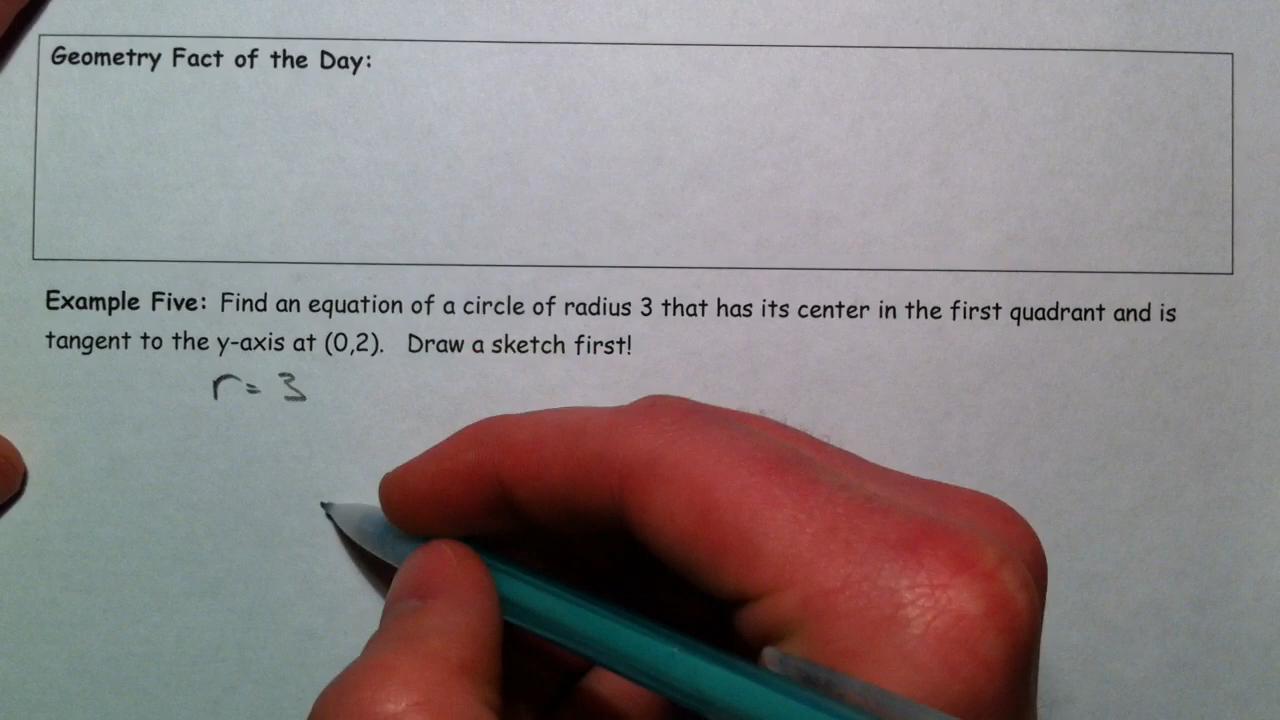 Geometry Fact of the Day:
Example Five: Find an equation of a circle of radius 3 that has its center in the first quadrant and is
tangent to the y-axis at (0,2). Draw a sketch first!
r = 3